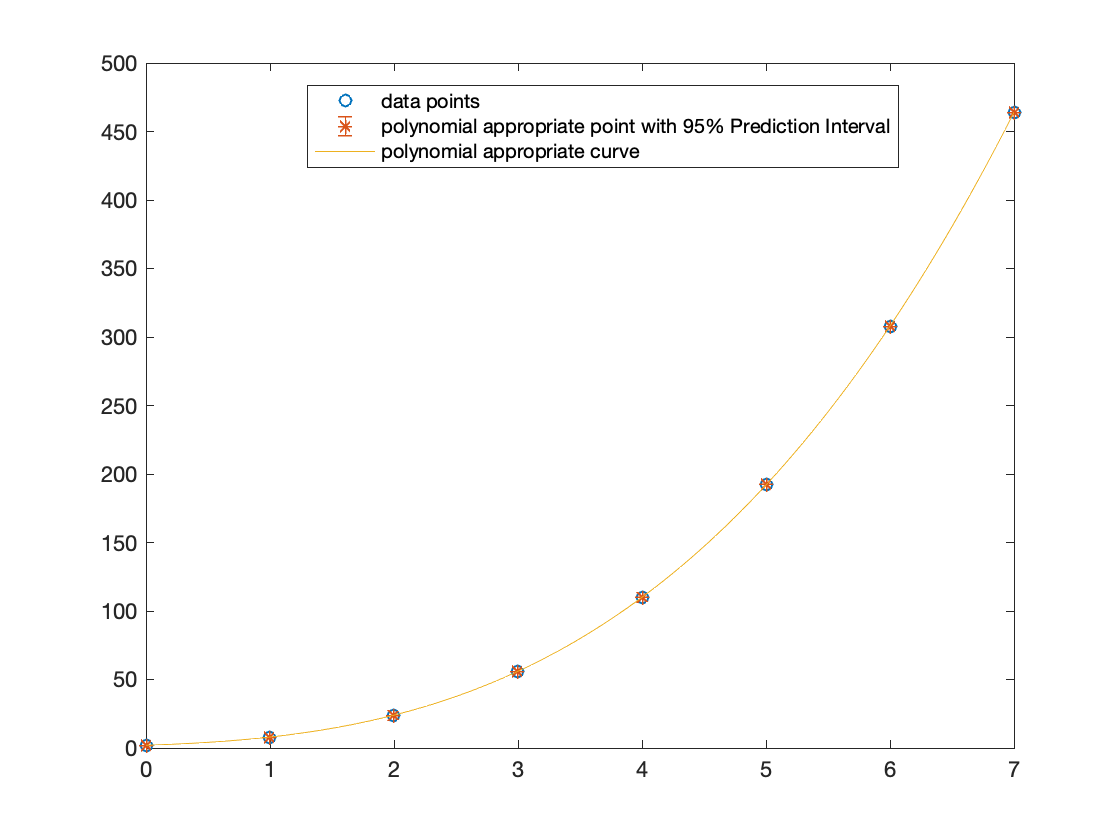 500
450
400
350
300
250
200
150
100
50
0
data points
polynomial appropriate point with 95% Prediction Interval
polynomial appropriate curve
0 1 2 3 4 5 6 7